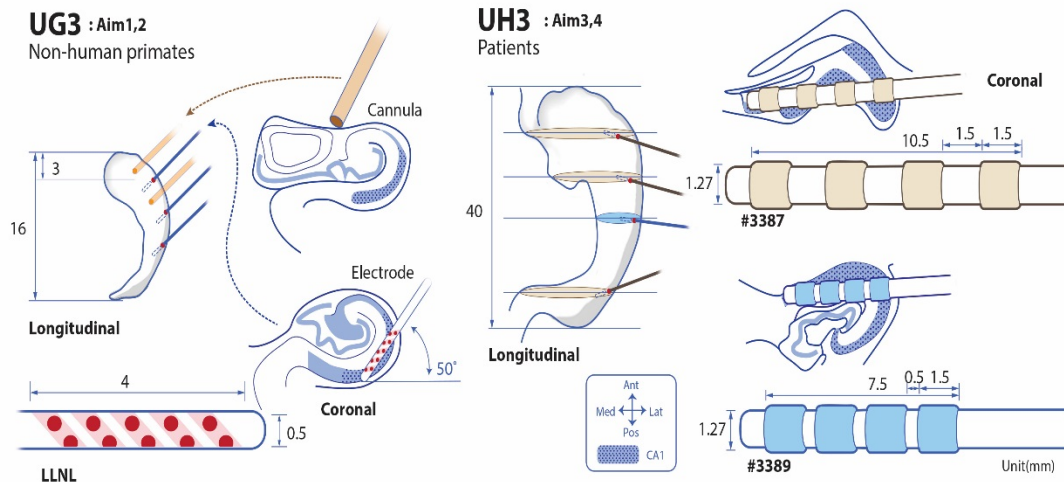 UG3 : Aim1,2
Non-human primates
Cannula
3
16
Longitudinal
Electrode
50°
Coronal
4
0.5
LLNL
UH3 : Aim3,4
Patients
40
Longitudinal
Ant
Med Lat
Pos
CA1
Coronal
10.5 1.5 1.5
1.27
#3387
7.5 0.5 1.5
1.27
#3389
Unit(mm)